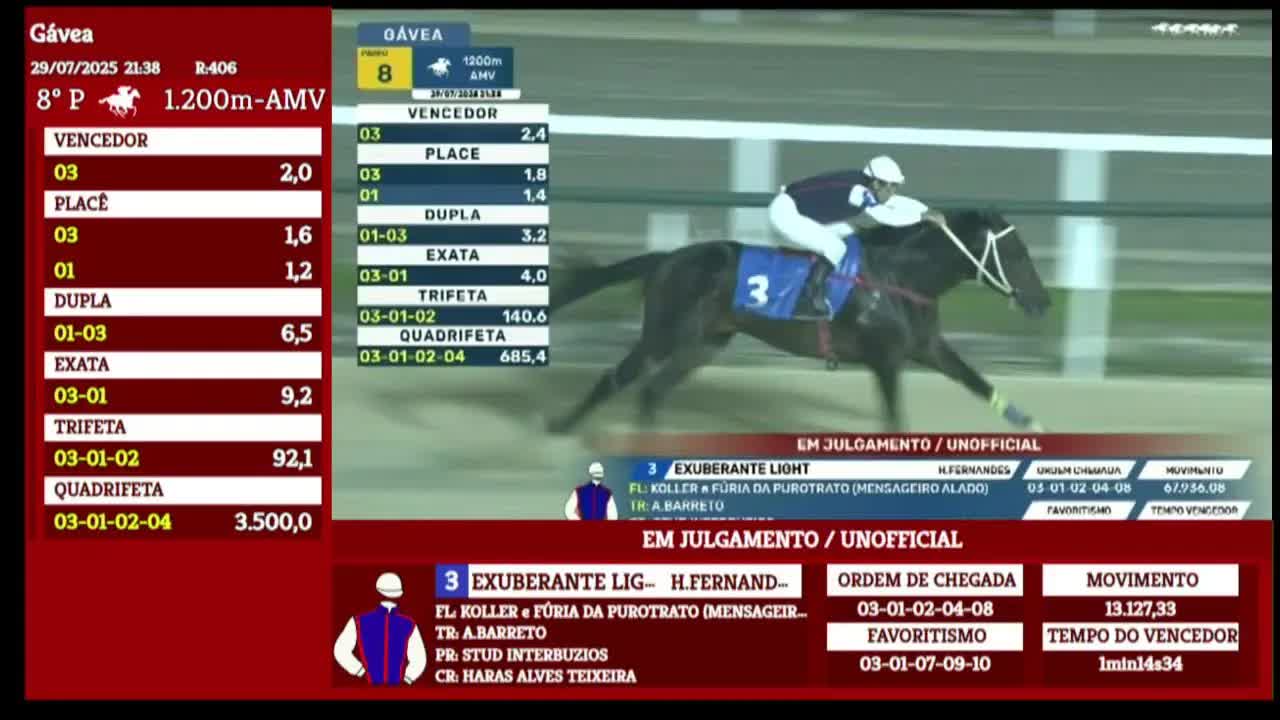 Gávea
29/07/2025 21:38 R:406
8º P 1.200m-AMV
VENCEDOR
03 2,0
PLACÊ
03 1,6
01 1,2
DUPLA
01-03 6,5
EXATA
03-01 9,2
TRIFETA
03-01-02 92,1
QUADRIFETA
03-01-02-04 3.500,0
GÁVEA
PÁREO
8
1200m
AMV
29/07/2025 21:38
VENCEDOR
03 2,4
PLACE
03 1,8
01 1,4
DUPLA
01-03 3,2
EXATA
03-01 4,0
TRIFETA
03-01-02 140,6
QUADRIFETA
03-01-02-04 685,4
3
EM JULGAMENTO / UNOFFICIAL
3 EXUBERANTE LIGHT H.FERNANDES
FL: KOLLER e FÚRIA DA PUROTRATO (MENSAGEIRO ALADO)
TR: A.BARRETO
ORDEM CHEGADA
03-01-02-04-08
FAVORITISMO
MOVIMENTO
67.936,08
TEMPO VENCEDOR
EM JULGAMENTO / UNOFFICIAL
3 EXUBERANTE LIG... H.FERNAND...
FL: KOLLER e FÚRIA DA PUROTRATO (MENSAGEIR...
TR: A.BARRETO
PR: STUD INTERBUZIOS
CR: HARAS ALVES TEIXEIRA
ORDEM DE CHEGADA
03-01-02-04-08
FAVORITISMO
03-01-07-09-10
MOVIMENTO
13.127,33
TEMPO DO VENCEDOR
1min14s34